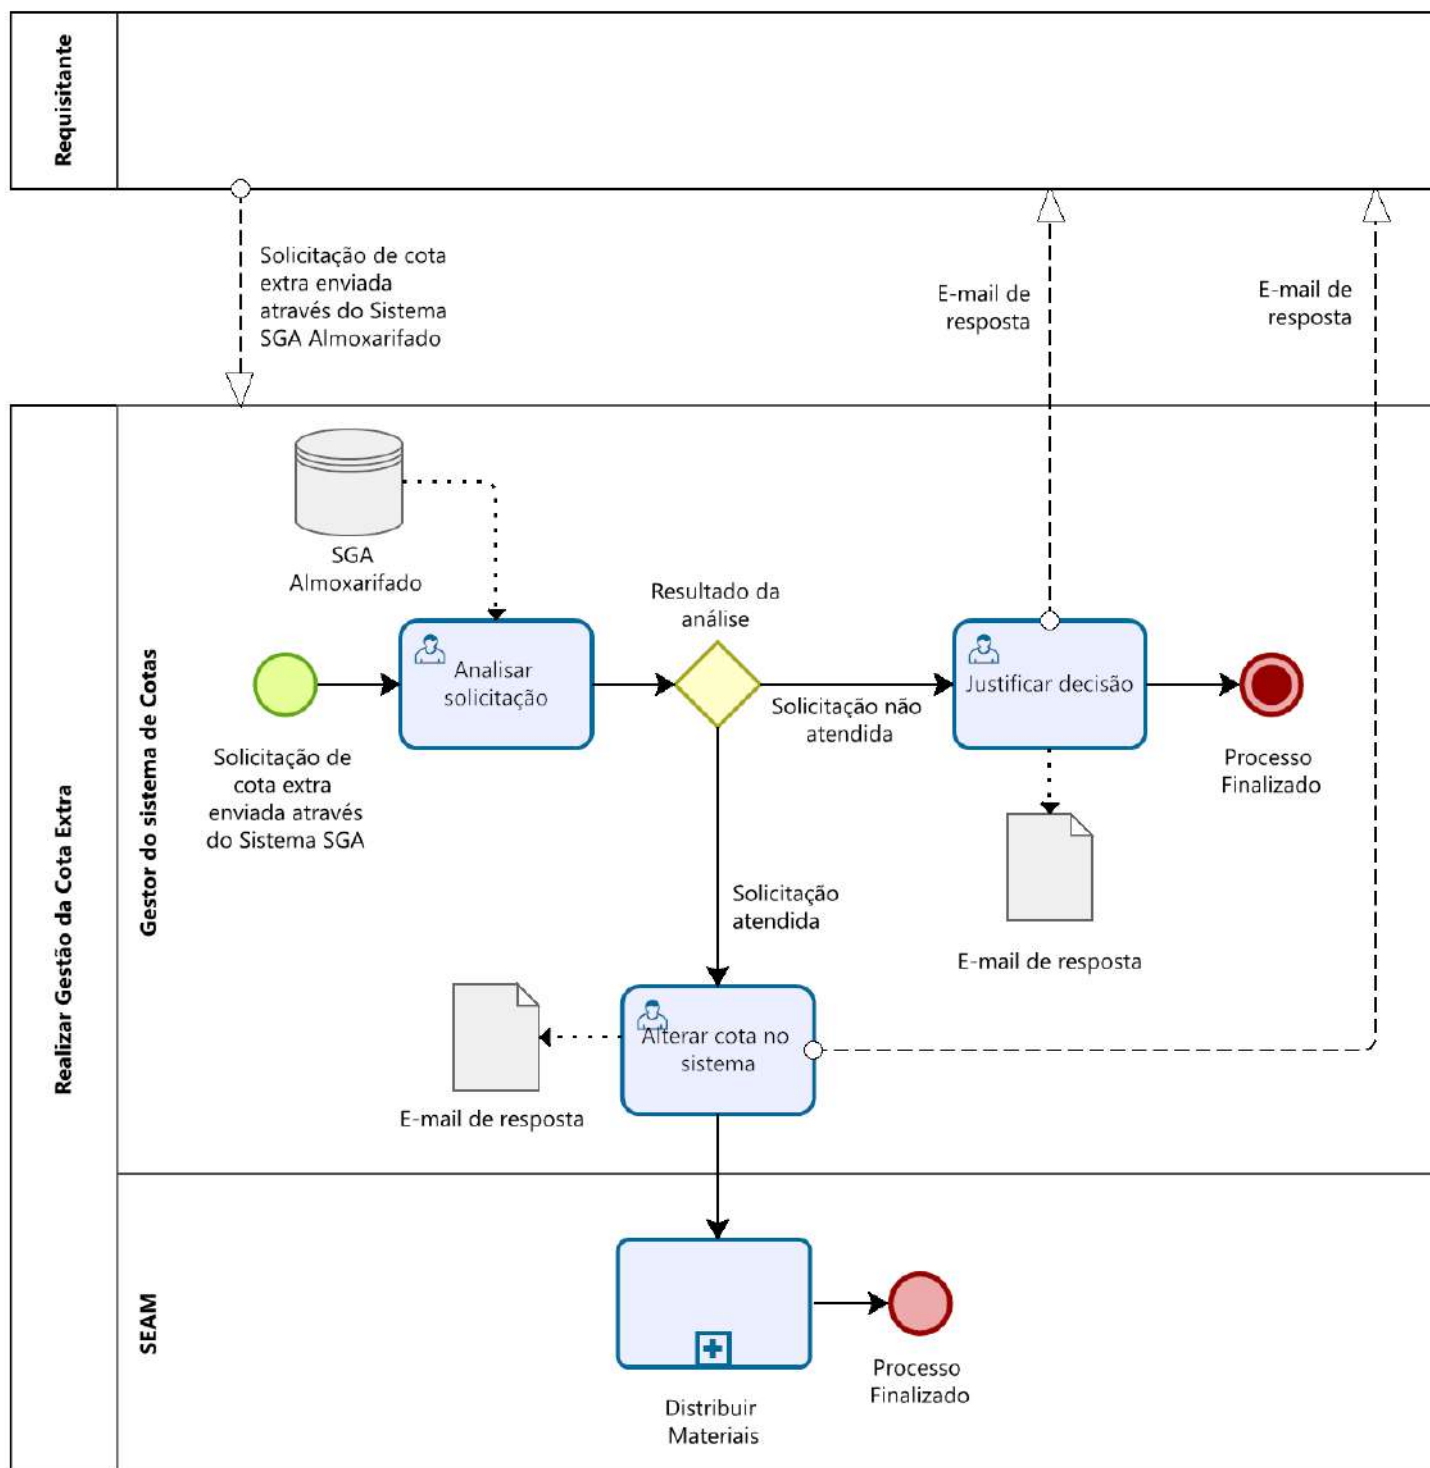 Requisitante
Solicitação de cota
extra enviada
através do Sistema
SGA Almoxarifado
E-mail de
resposta
E-mail de
resposta
Realizar Gestão da Cota Extra
Gestor do sistema de Cotas
SGA
Almoxarifado
Solicitação de
cota extra
enviada através
do Sistema SGA
Analisar
solicitação
Resultado da
análise
Solicitação não
atendida
Justificar decisão
Processo
Finalizado
E-mail de resposta
Solicitação
atendida
Alterar cota no
sistema
E-mail de resposta
SEAM
Distribuir
Materiais
Processo
Finalizado